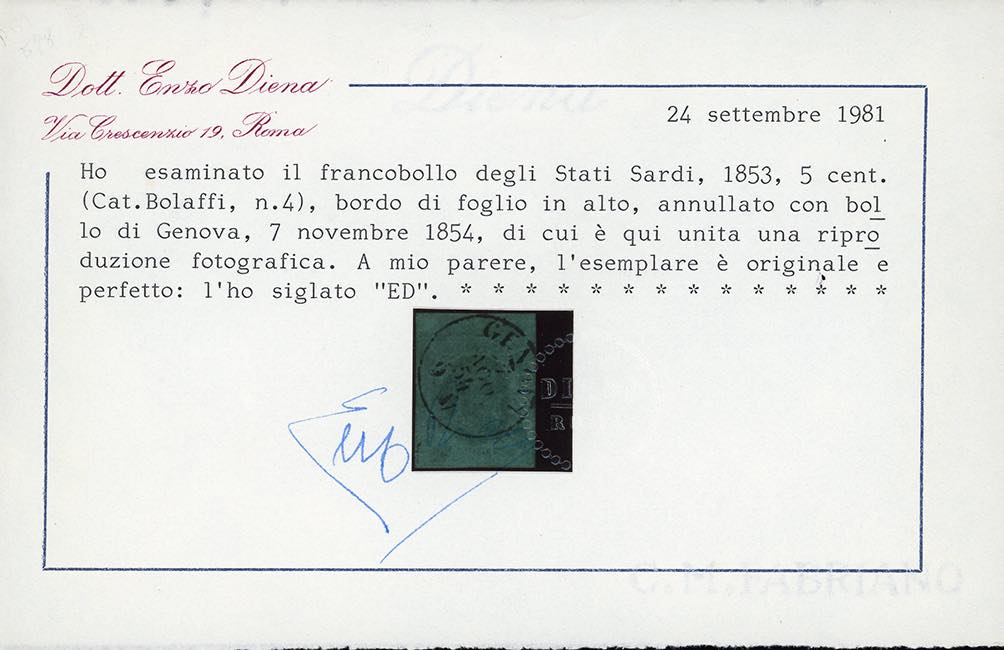 Dott. Enzo Diena
Via Crescenzio 19, Roma
24 settembre 1981
Ho esaminato il francobollo degli Stati Sardi, 1853, 5 cent.
(Cat.Bolaffi, n.4), bordo di foglio in alto, annullato con bol
lo di Genova, 7 novembre 1854, di cui è qui unita una ripro
duzione fotografica. A mio parere, l'esemplare è originale e
perfetto: l'ho siglato "ED". * * * * * * * * * * * * * *
GEN
DI
R
C.M.FABRIANO